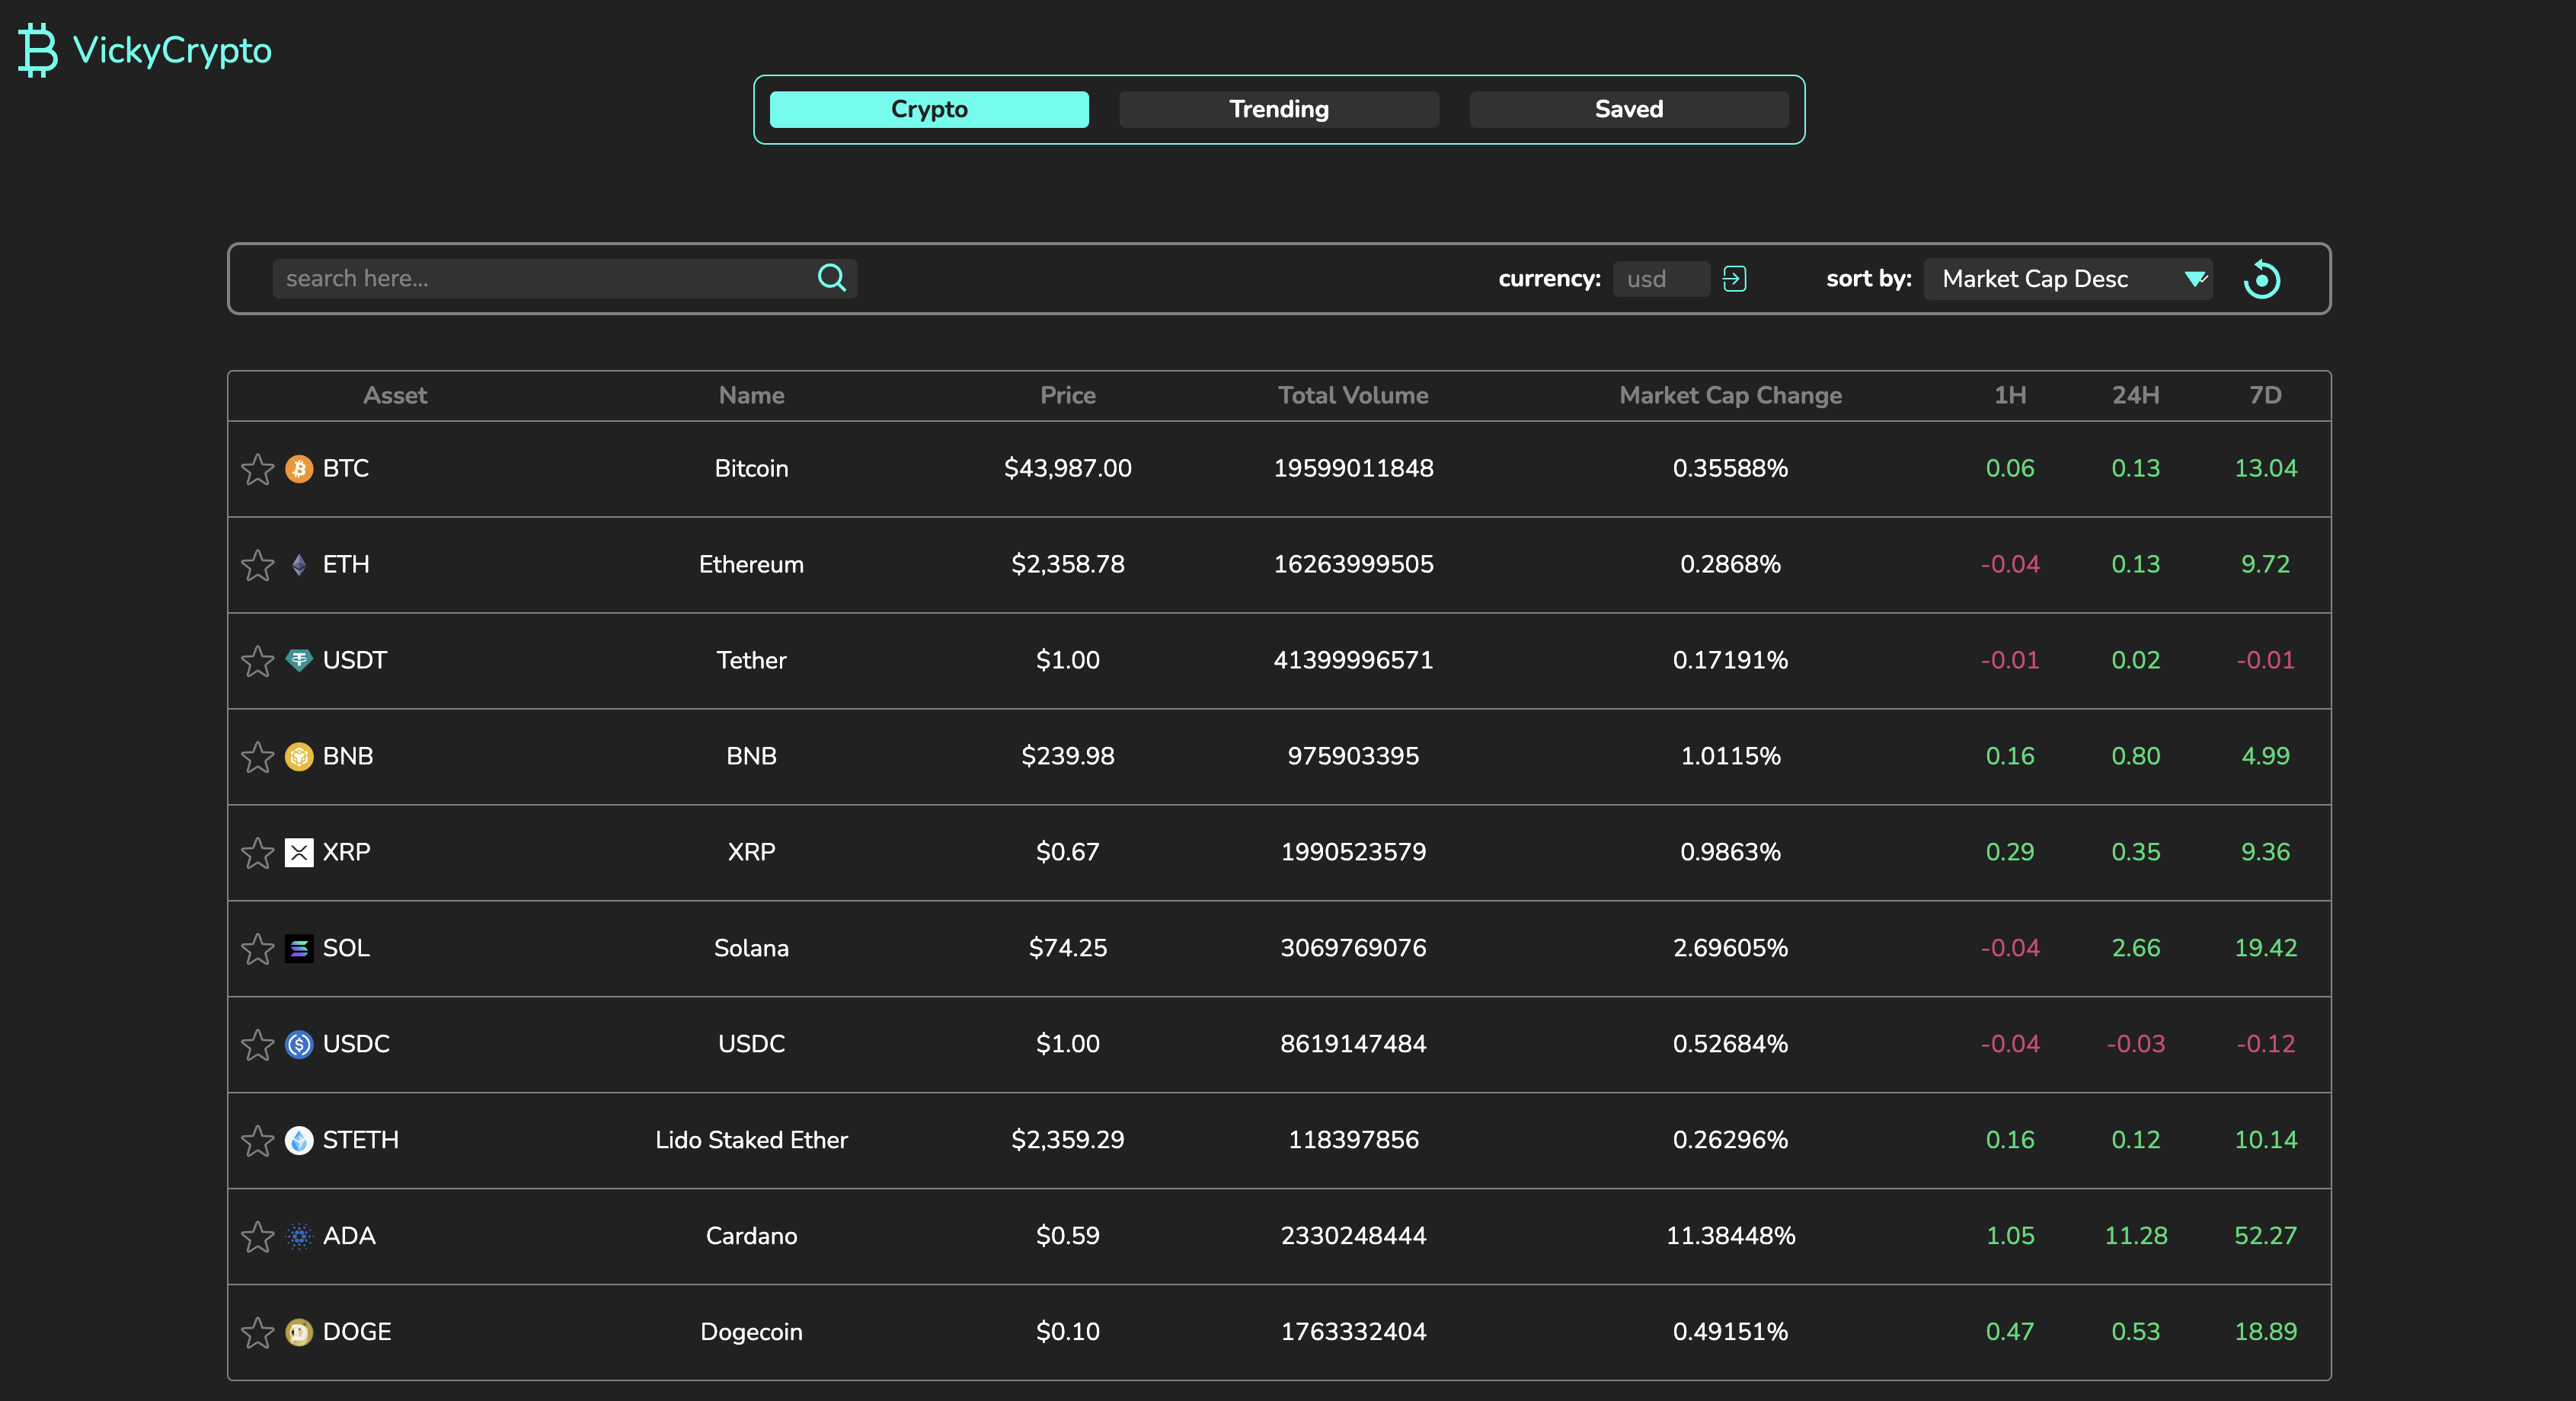 VickyCrypto
Crypto Trending Saved
search here... currency: usd sort by: Market Cap Desc
Asset Name Price Total Volume Market Cap Change 1H 24H 7D
BTC Bitcoin $43,987.00 19599011848 0.35588% 0.06 0.13 13.04
ETH Ethereum $2,358.78 16263999505 0.2868% -0.04 0.13 9.72
USDT Tether $1.00 41399996571 0.17191% -0.01 0.02 -0.01
BNB BNB $239.98 975903395 1.0115% 0.16 0.80 4.99
XRP XRP $0.67 1990523579 0.9863% 0.29 0.35 9.36
SOL Solana $74.25 3069769076 2.69605% -0.04 2.66 19.42
USDC USDC $1.00 8619147484 0.52684% -0.04 -0.03 -0.12
STETH Lido Staked Ether $2,359.29 118397856 0.26296% 0.16 0.12 10.14
ADA Cardano $0.59 2330248444 11.38448% 1.05 11.28 52.27
DOGE Dogecoin $0.10 1763332404 0.49151% 0.47 0.53 18.89